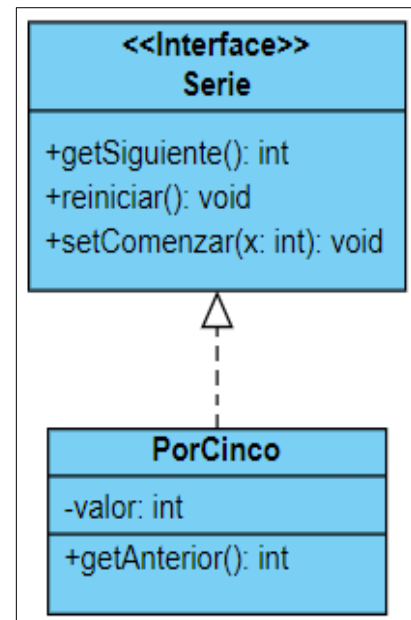 <<Interface>>
Serie
+getSiguiente(): int
+reiniciar(): void
+setComenzar(x: int): void
PorCinco
-valor: int
+getAnterior(): int